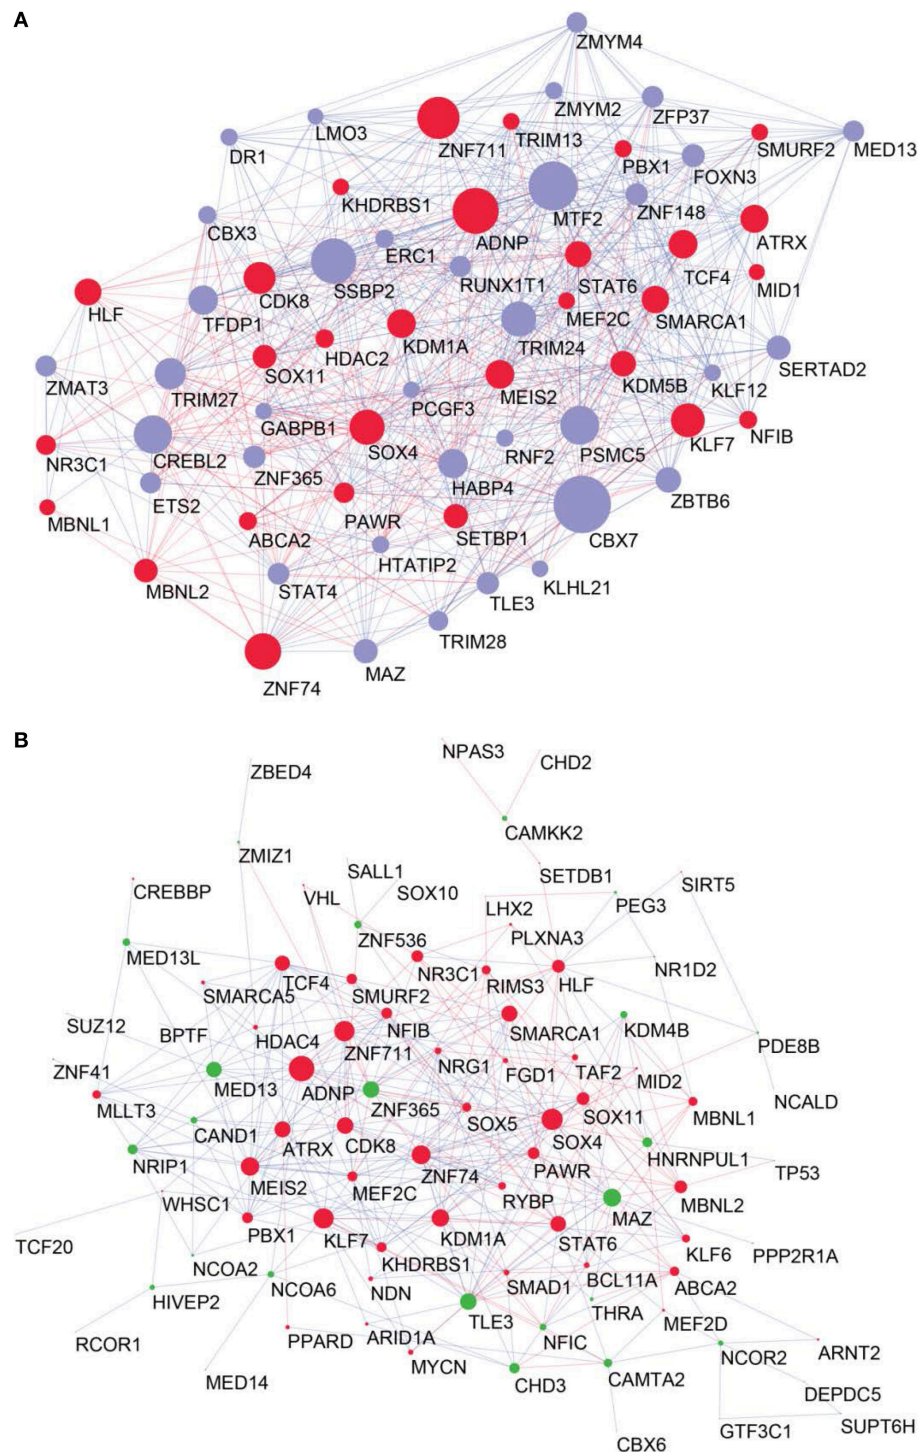 A
ZMYM4
ZMYM2
ZFP37
LMO3
ZNF711
TRIM13
SMURF2
MED13
DR1
PBX1
FOXN3
KHDRBS1
MTF2
ZNF148
CBX3
ADNP
ATRX
ERC1
SSBP2
RUNX1T1
STAT6
TCF4
MID1
HLF
TFDP1
CDK8
MEF2C
SMARCA1
HDAC2
KDM1A
TRIM24
ZMAT3
TRIM27
SOX11
MEIS2
KDM5B
KLF12
SERTAD2
GABPB1
PCGF3
NR3C1
CREBL2
SOX4
RNF2
PSMC5
KLF7
NFIB
ZNF365
HABP4
ETS2
ZBTB6
MBNL1
ABCA2
PAWR
SETBP1
CBX7
HTATIP2
MBNL2
STAT4
TLE3
KLHL21
TRIM28
ZNF74
MAZ
B
NPAS3
CHD2
ZBED4
CAMKK2
ZMIZ1
SALL1
SETDB1
SIRT5
CREBBP
VHL
SOX10
LHX2
PEG3
ZNF536
PLXNA3
MED13L
NR3C1
RIMS3
HLF
NR1D2
TCF4
SMARCA5
SMURF2
SUZ12
BPTF
HDAC4
NFIB
SMARCA1
KDM4B
ZNF711
PDE8B
ZNF41
MED13
ADNP
NRG1
FGD1
TAF2
MID2
MLLT3
ZNF365
NCALD
CAND1
SOX5
SOX11
MBNL1
ATRX
CDK8
SOX4
NRIP1
HNRNPUL1
MEIS2
ZNF74
PAWR
TP53
MEF2C
WHSC1
RYBP
MBNL2
MAZ
PBX1
KLF7
KDM1A
STAT6
TCF20
KLF6
PPP2R1A
NCOA2
KHDRBS1
NCOA6
NDN
SMAD1
BCL11A
ABCA2
HIVEP2
TLE3
THRA
MEF2D
RCOR1
PPARD
ARID1A
NFIC
NCOR2
ARNT2
MYCN
MED14
CHD3
CAMTA2
DEPDC5
GTF3C1
SUPT6H
CBX6